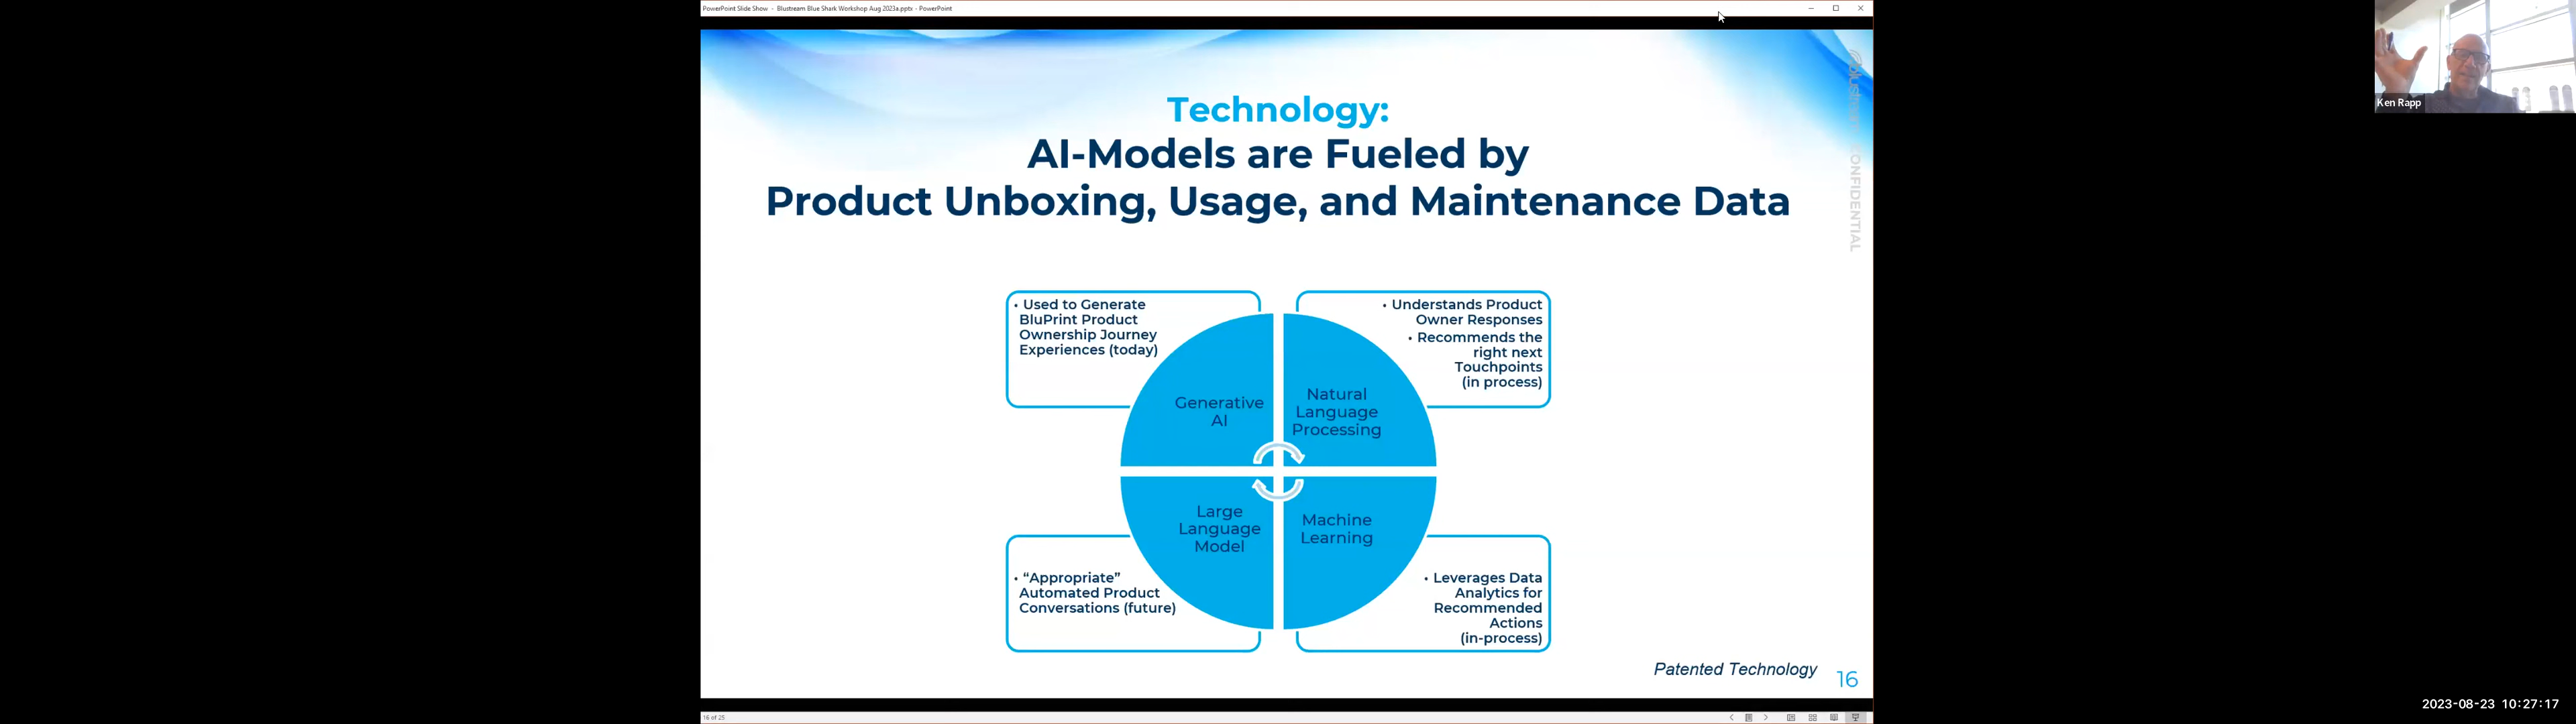 PowerPoint Slide Show - Blustream Blue Shark Workshop Aug 2023a.pptx - PowerPoint
Technology:
AI-Models are Fueled by
Product Unboxing, Usage, and Maintenance Data
CONFIDENTIAL
• Used to Generate
BluPrint Product
Ownership Journey
Experiences (today)
• Understands Product
Owner Responses
• Recommends the
right next
Touchpoints
(in process)
Generative
AI
Natural
Language
Processing
Large
Language
Model
Machine
Learning
• “Appropriate”
Automated Product
Conversations (future)
• Leverages Data
Analytics for
Recommended
Actions
(in-process)
Patented Technology
16
16 of 25
Ken Rapp
2023-08-23 10:27:17